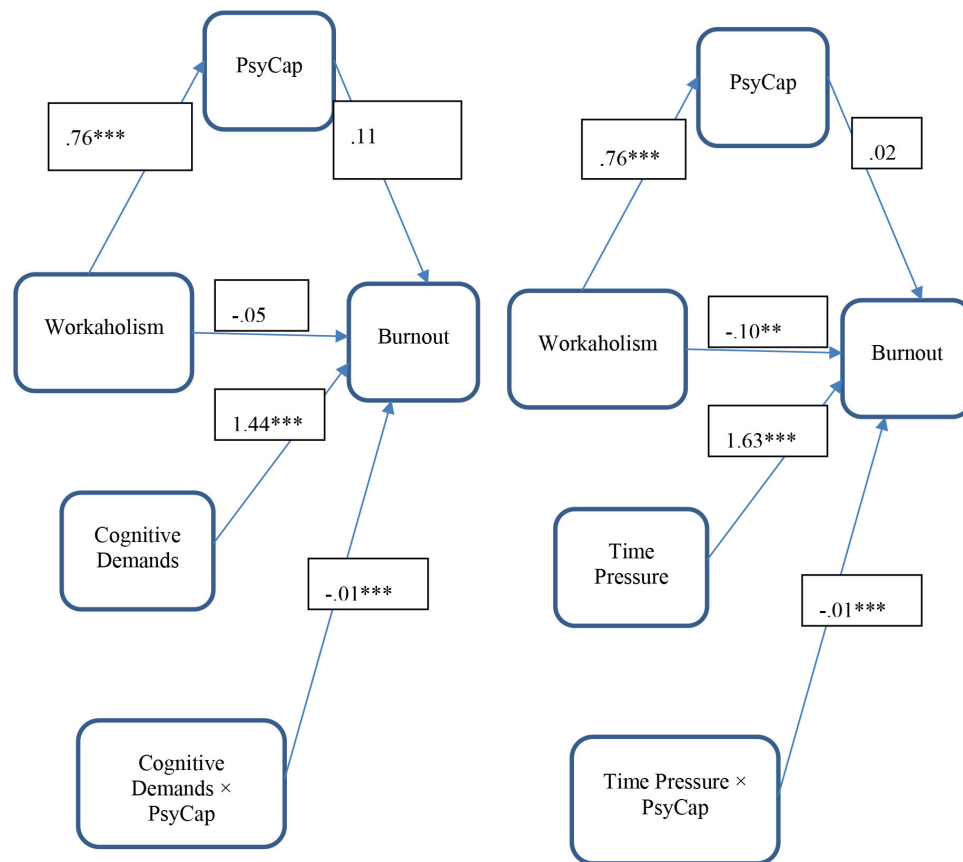 PsyCap
.76***
.11
Workaholism
-.05
Burnout
1.44***
Cognitive
Demands
-.01***
Cognitive
Demands ×
PsyCap
PsyCap
.76***
.02
Workaholism
-.10**
Burnout
1.63***
Time
Pressure
-.01***
Time Pressure ×
PsyCap